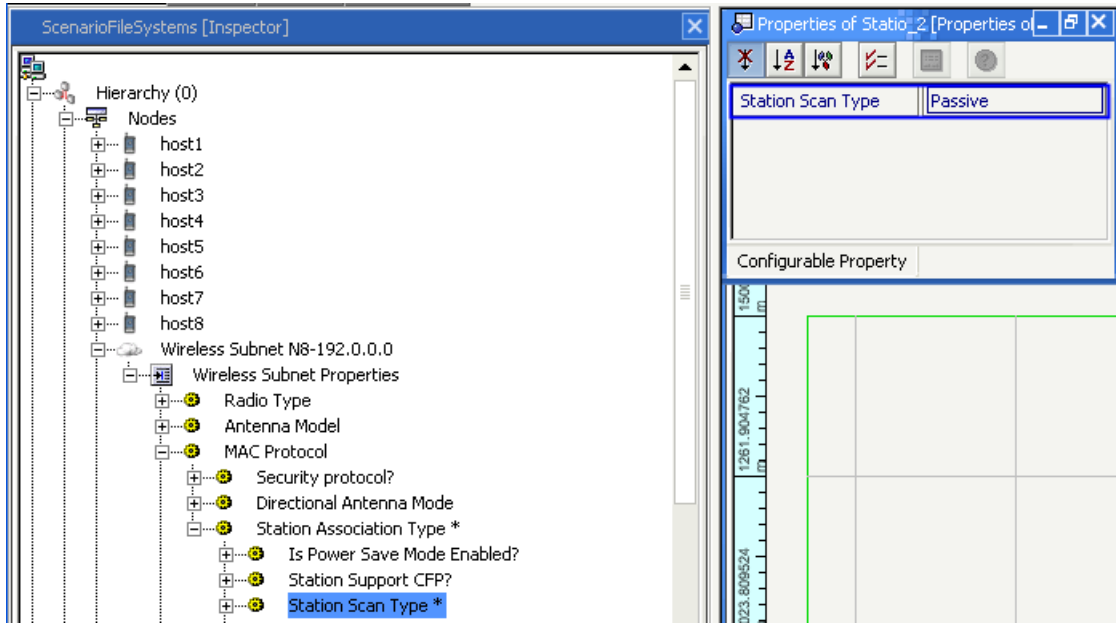 ScenarioFileSystems [Inspector]
Hierarchy (0)
Nodes
host1
host2
host3
host4
host5
host6
host7
host8
Wireless Subnet N8-192.0.0.0
Wireless Subnet Properties
Radio Type
Antenna Model
MAC Protocol
Security protocol?
Directional Antenna Mode
Station Association Type *
Is Power Save Mode Enabled?
Station Support CFP?
Station Scan Type *
Properties of Statio_2 [Properties of
Station Scan Type Passive
Configurable Property
1500
m
1261.904762
m
023.809524